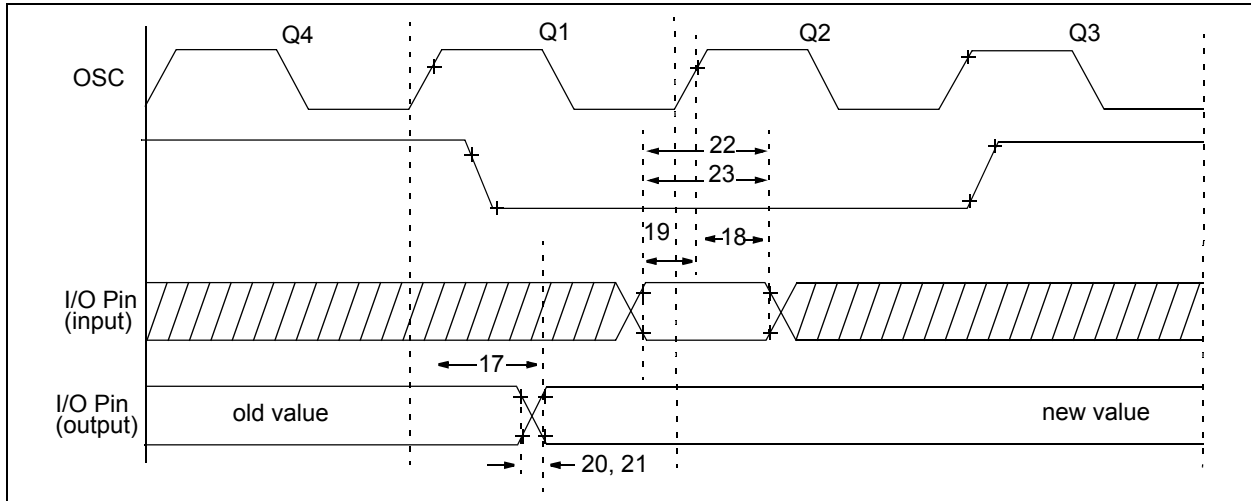 Q4 Q1 Q2 Q3
OSC
22
23
19 18
I/O Pin
(input)
17
I/O Pin
(output)
old value new value
20, 21